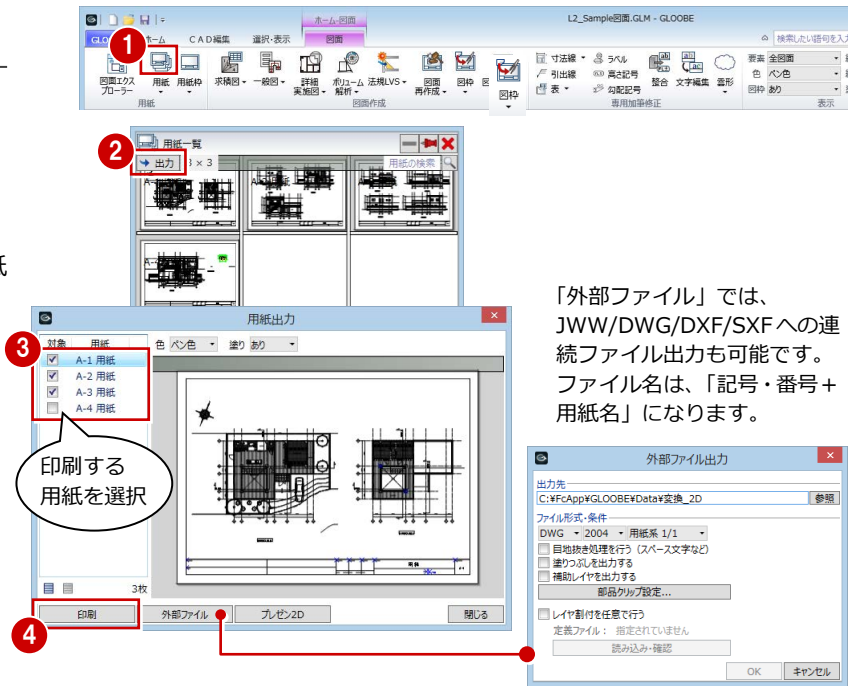 L2_Sample図面.GLM - GLOOBE
ホーム-図面
ホーム
CAD編集
選択・表示
図面
検索したい語句を入力
1
図面エクスプローラー
用紙
用紙枠
求積図
一般図
詳細実施図
ボリューム解析
法規LVS
図面再作成
図枠
図枠
寸法線
引出線
表
ラベル
高さ記号
勾配記号
整合
文字編集
雲形
要素 全図面
色 ペン色
図枠 あり
用紙
図面作成
専用加筆修正
表示
2
用紙一覧
出力
3 × 3
用紙の検索
紙
用紙出力
3
対象 用紙
色 ペン色
塗り あり
A-1 用紙
A-2 用紙
A-3 用紙
A-4 用紙
印刷する
用紙を選択
3枚
4
印刷
外部ファイル
プレゼン2D
閉じる
「外部ファイル」では、
JWW/DWG/DXF/SXFへの連
続ファイル出力も可能です。
ファイル名は、「記号・番号＋
用紙名」になります。
外部ファイル出力
出力先
C:¥FcApp¥GLOOBE¥Data¥変換_2D
参照
ファイル形式・条件
DWG 2004 用紙系 1/1
目地抜き処理を行う（スペース文字など）
塗りつぶしを出力する
補助レイヤを出力する
部品クリップ設定...
レイヤ割付を任意で行う
定義ファイル： 指定されていません
読み込み・確認
OK
キャンセル